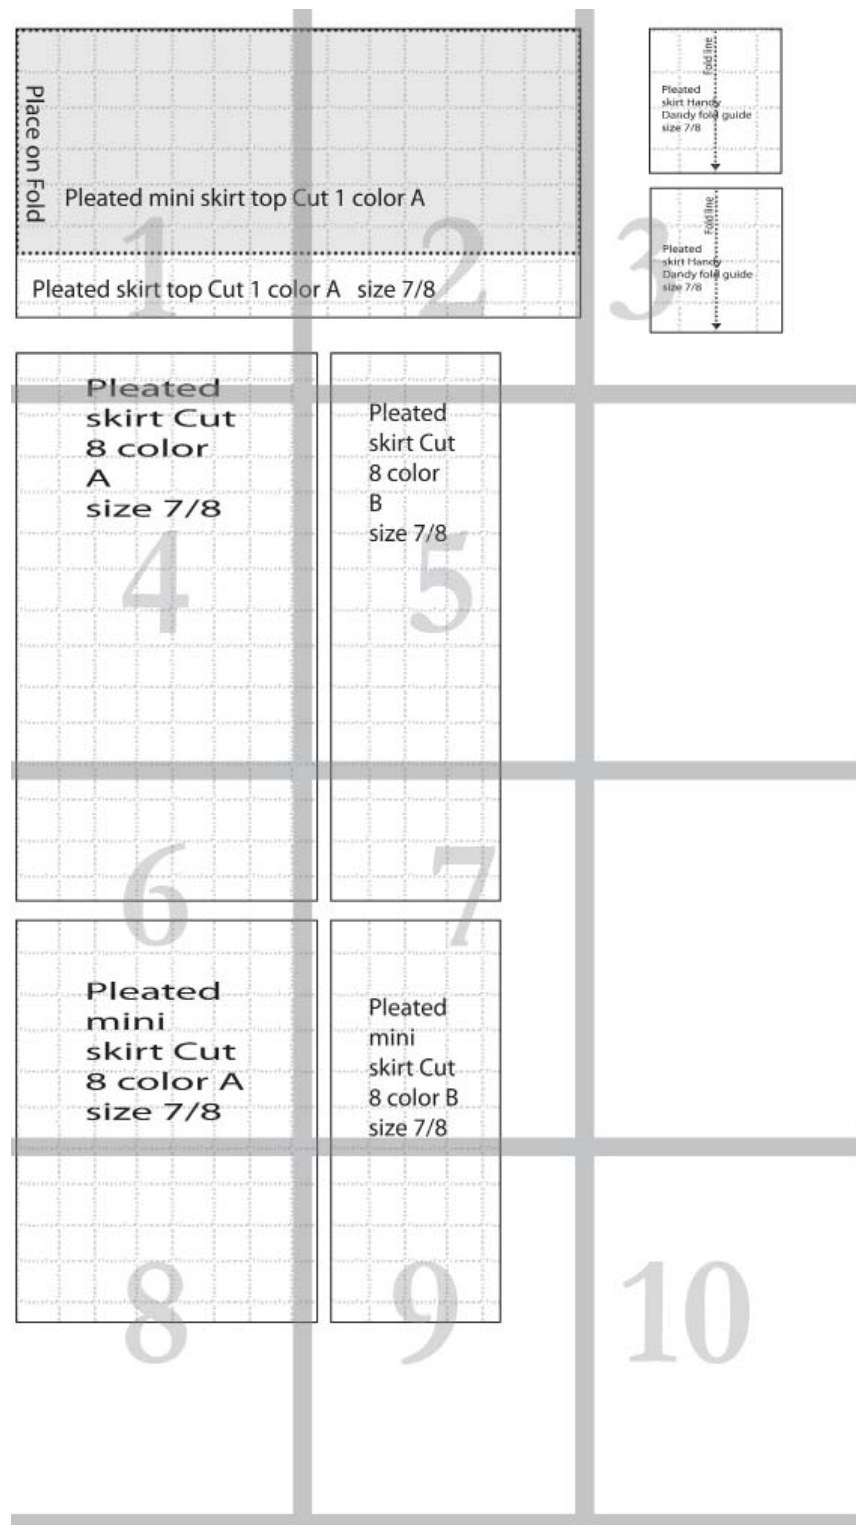 Place on Fold
Pleated mini skirt top Cut 1 color A
Pleated skirt top Cut 1 color A size 7/8
1
2
3
Fold line
Pleated
skirt Handy
Dandy fold guide
size 7/8
Fold line
Pleated
skirt Handy
Dandy fold guide
size 7/8
Pleated
skirt Cut
8 color
A
size 7/8
4
Pleated
skirt Cut
8 color
B
size 7/8
5
6
7
Pleated
mini
skirt Cut
8 color A
size 7/8
8
Pleated
mini
skirt Cut
8 color B
size 7/8
9
10